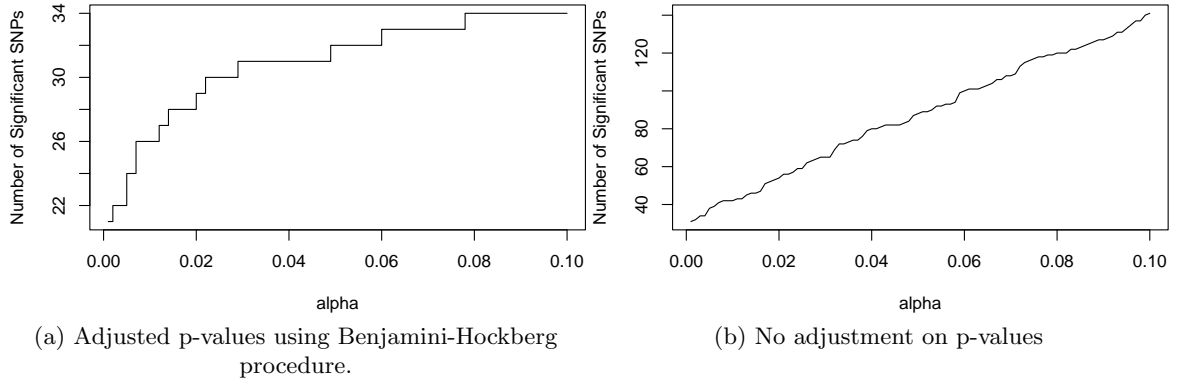 Number of Significant SNPs
34
30
26
22
0.00 0.02 0.04 0.06 0.08 0.10
alpha
(a) Adjusted p-values using Benjamini-Hockberg
procedure.
Number of Significant SNPs
120
80
60
40
0.00 0.02 0.04 0.06 0.08 0.10
alpha
(b) No adjustment on p-values